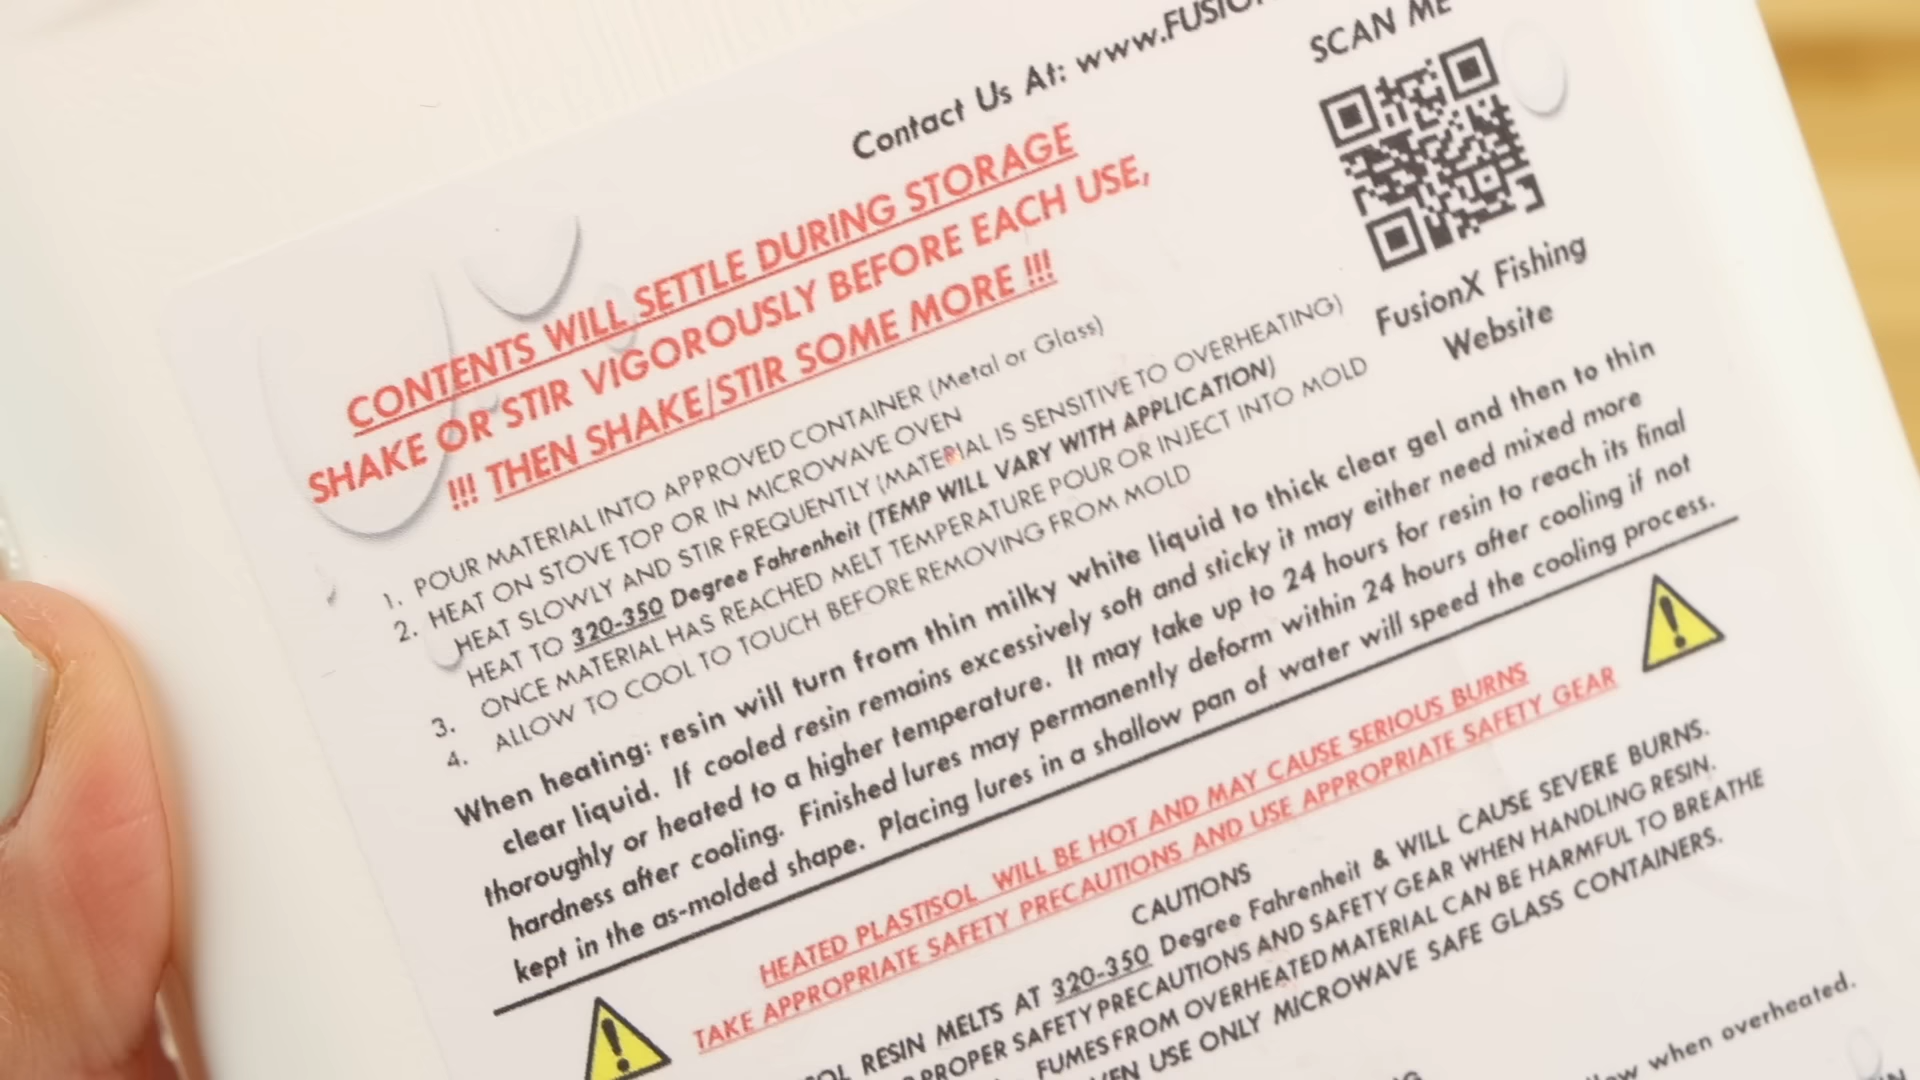 Contact Us At: www.FUSIO
SCAN ME
FusionX Fishing
Website
CONTENTS WILL SETTLE DURING STORAGE
SHAKE OR STIR VIGOROUSLY BEFORE EACH USE,
!!! THEN SHAKE/STIR SOME MORE !!!
1. POUR MATERIAL INTO APPROVED CONTAINER (Metal or Glass)
2. HEAT ON STOVE TOP OR IN MICROWAVE OVEN
HEAT SLOWLY AND STIR FREQUENTLY (MATERIAL IS SENSITIVE TO OVERHEATING)
HEAT TO 320-350 Degree Fahrenheit (TEMP WILL VARY WITH APPLICATION)
3. ONCE MATERIAL HAS REACHED MELT TEMPERATURE POUR OR INJECT INTO MOLD
4. ALLOW TO COOL TO TOUCH BEFORE REMOVING FROM MOLD
When heating: resin will turn from thin milky white liquid to thick clear gel and then to thin
clear liquid. If cooled resin remains excessively soft and sticky it may either need mixed more
thoroughly or heated to a higher temperature. It may take up to 24 hours for resin to reach its final
hardness after cooling. Finished lures may permanently deform within 24 hours after cooling if not
kept in the as-molded shape. Placing lures in a shallow pan of water will speed the cooling process.
HEATED PLASTISOL WILL BE HOT AND MAY CAUSE SERIOUS BURNS
TAKE APPROPRIATE SAFETY PRECAUTIONS AND USE APPROPRIATE SAFETY GEAR
CAUTIONS
RESIN MELTS AT 320-350 Degree Fahrenheit & WILL CAUSE SEVERE BURNS.
PROPER SAFETY PRECAUTIONS AND SAFETY GEAR WHEN HANDLING RESIN.
FUMES FROM OVERHEATED MATERIAL CAN BE HARMFUL TO BREATHE
USE ONLY MICROWAVE SAFE GLASS CONTAINERS.
when overheated.